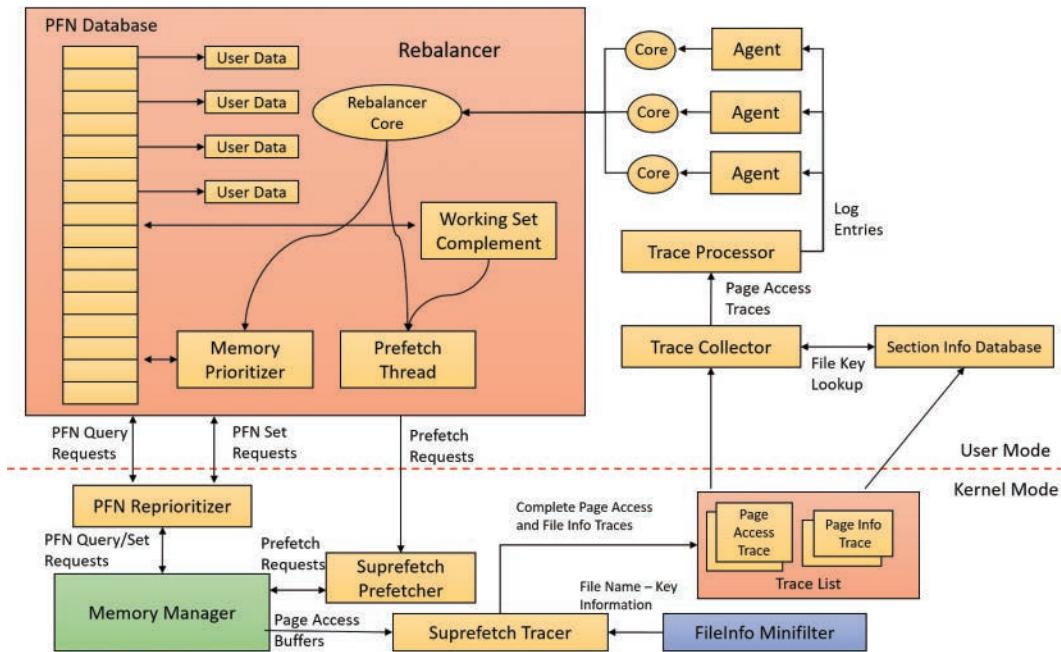 PFN Database
Rebalancer
User Data
User Data
User Data
User Data
Rebalancer
Core
Working Set
Complement
Memory
Prioritizer
Prefetch
Thread
Core
Agent
Core
Agent
Core
Agent
Log
Entries
Trace Processor
Page Access
Traces
Trace Collector
Section Info Database
File Key
Lookup
PFN Query
Requests
PFN Set
Requests
Prefetch
Requests
User Mode
Kernel Mode
PFN Reprioritizer
PFN Query/Set
Requests
Prefetch
Requests
Suprefetch
Prefetcher
Complete Page Access
and File Info Traces
Page
Access
Trace
Page Info
Trace
Trace List
Memory Manager
Page Access
Buffers
Suprefetch Tracer
File Name – Key
Information
FileInfo Minifilter